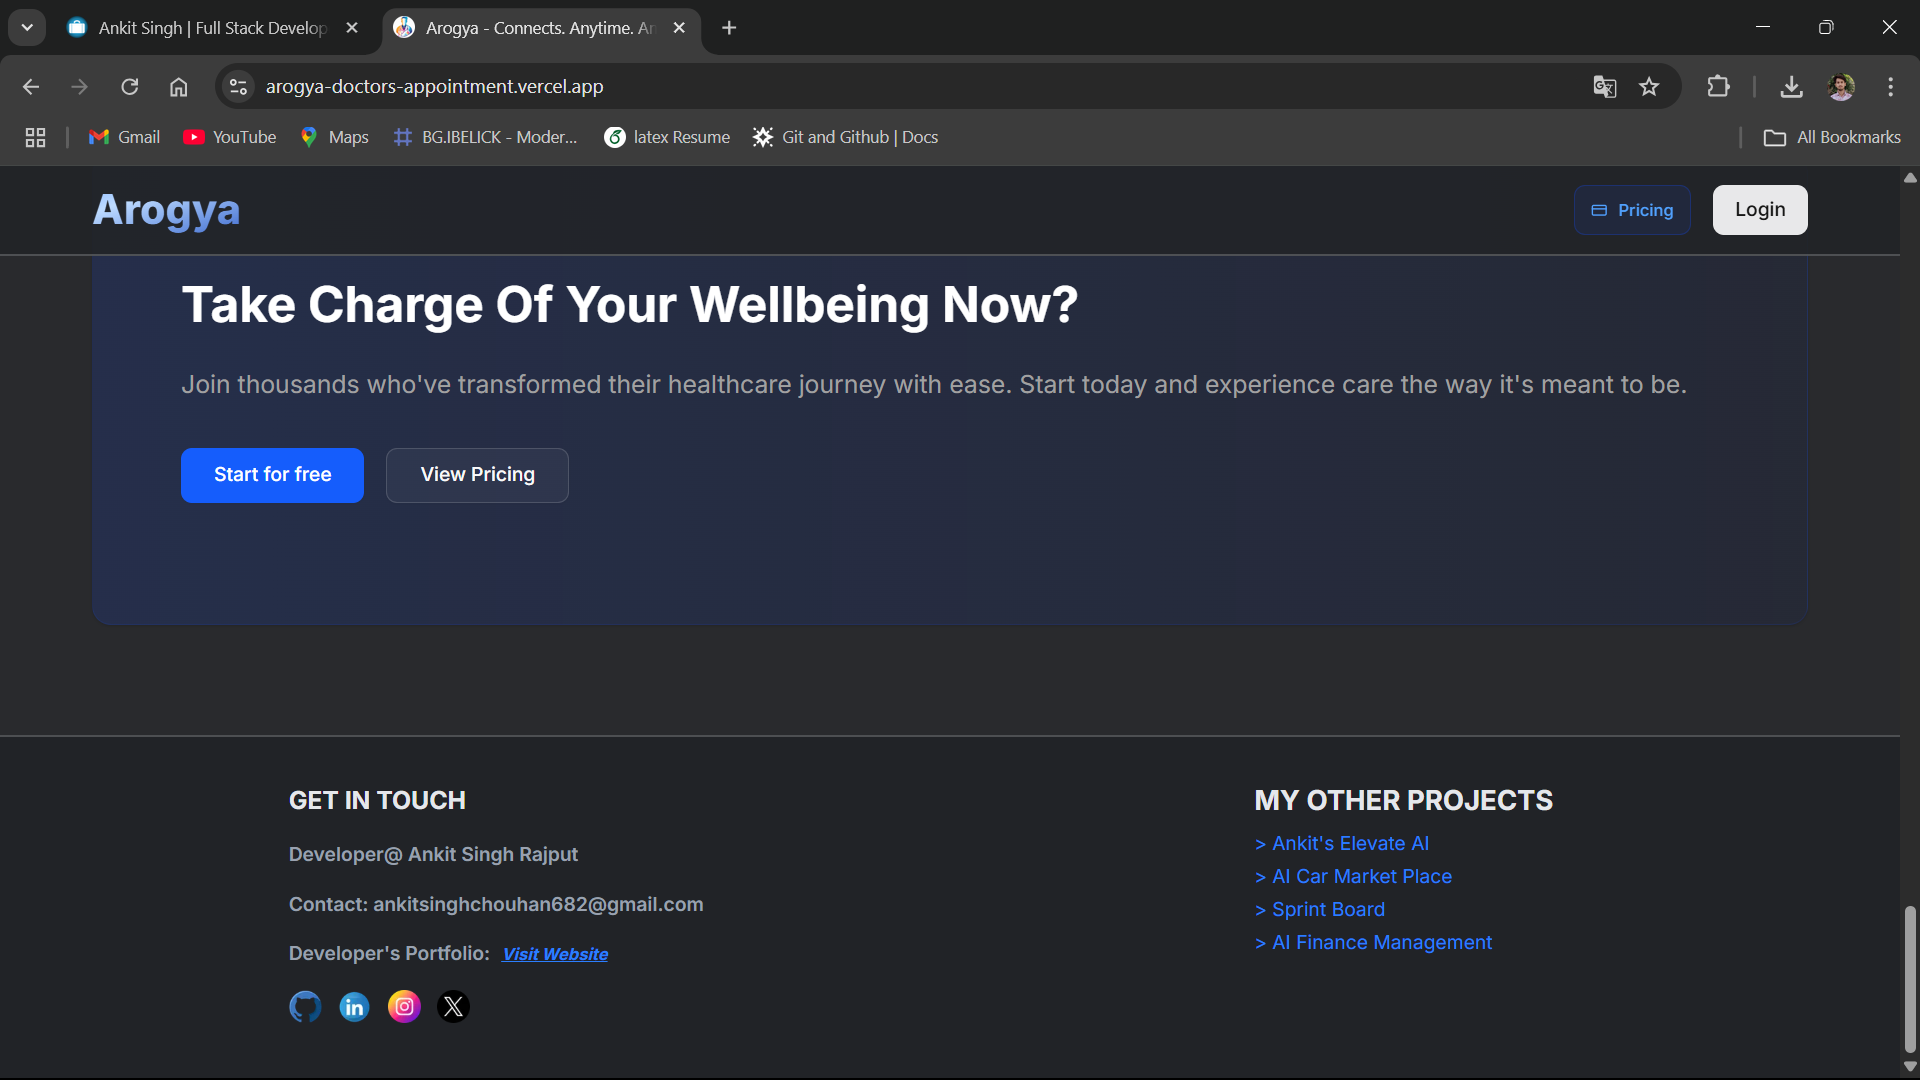 Ankit Singh | Full Stack Develop
Arogya - Connects. Anytime. An
arogya-doctors-appointment.vercel.app
Gmail
YouTube
Maps
BG.IBELICK - Moder...
latex Resume
Git and Github | Docs
All Bookmarks
Arogya
Pricing
Login
Take Charge Of Your Wellbeing Now?
Join thousands who've transformed their healthcare journey with ease. Start today and experience care the way it's meant to be.
Start for free
View Pricing
GET IN TOUCH
Developer@ Ankit Singh Rajput
Contact: ankitsinghchouhan682@gmail.com
Developer's Portfolio: Visit Website
MY OTHER PROJECTS
> Ankit's Elevate AI
> AI Car Market Place
> Sprint Board
> AI Finance Management